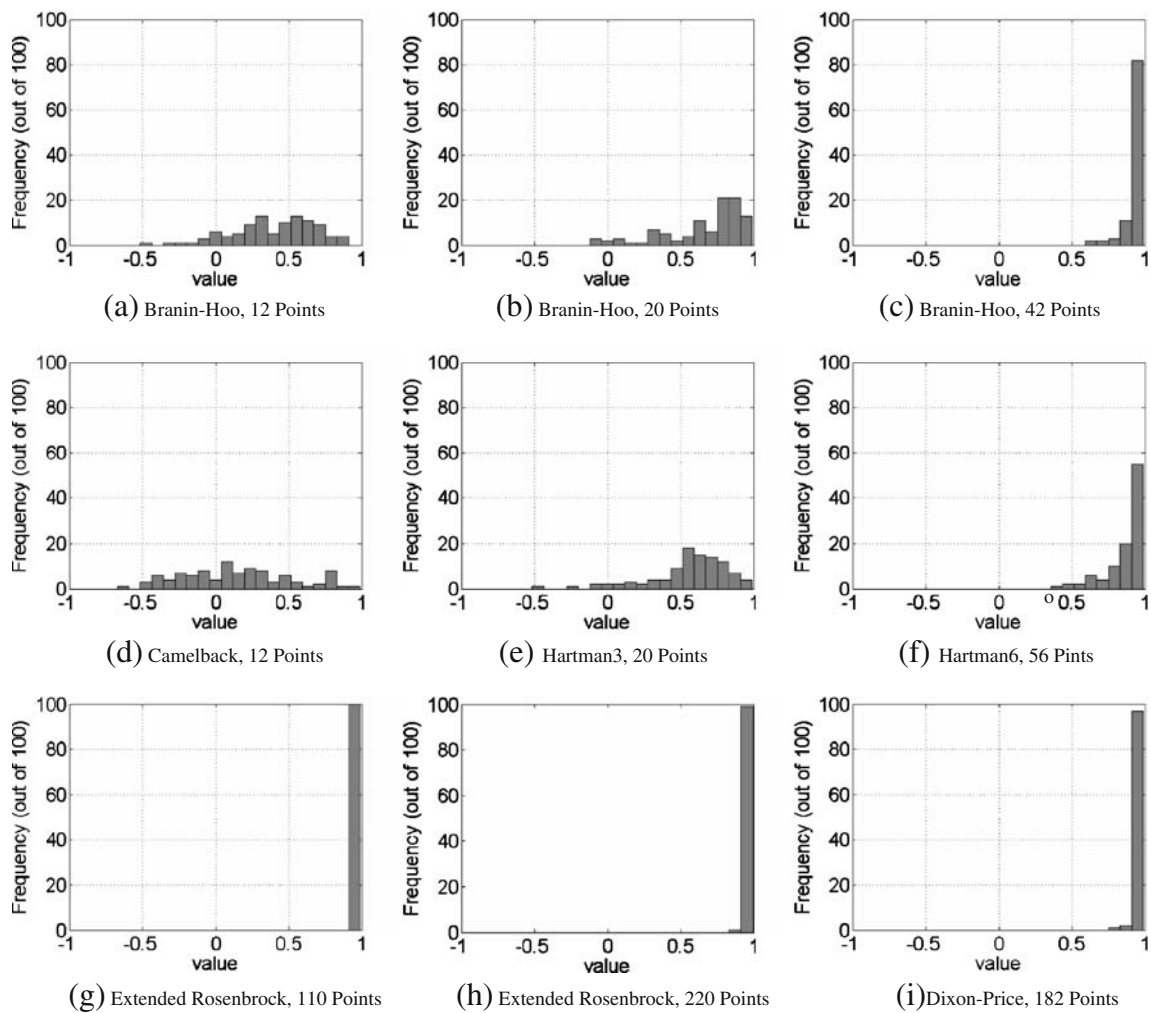 100
80
60
40
20
0
Frequency (out of 100)
-1 -0.5 0 0.5 1
value
(a) Branin-Hoo, 12 Points
100
80
60
40
20
0
Frequency (out of 100)
-1 -0.5 0 0.5 1
value
(b) Branin-Hoo, 20 Points
100
80
60
40
20
0
Frequency (out of 100)
-1 -0.5 0 0.5 1
value
(c) Branin-Hoo, 42 Points
100
80
60
40
20
0
Frequency (out of 100)
-1 -0.5 0 0.5 1
value
(d) Camelback, 12 Points
100
80
60
40
20
0
Frequency (out of 100)
-1 -0.5 0 0.5 1
value
(e) Hartman3, 20 Points
100
80
60
40
20
0
Frequency (out of 100)
-1 -0.5 0 o 0.5 1
value
(f) Hartman6, 56 Pints
100
80
60
40
20
0
Frequency (out of 100)
-1 -0.5 0 0.5 1
value
(g) Extended Rosenbrock, 110 Points
100
80
60
40
20
0
Frequency (out of 100)
-1 -0.5 0 0.5 1
value
(h) Extended Rosenbrock, 220 Points
100
80
60
40
20
0
Frequency (out of 100)
-1 -0.5 0 0.5 1
value
(i)Dixon-Price, 182 Points